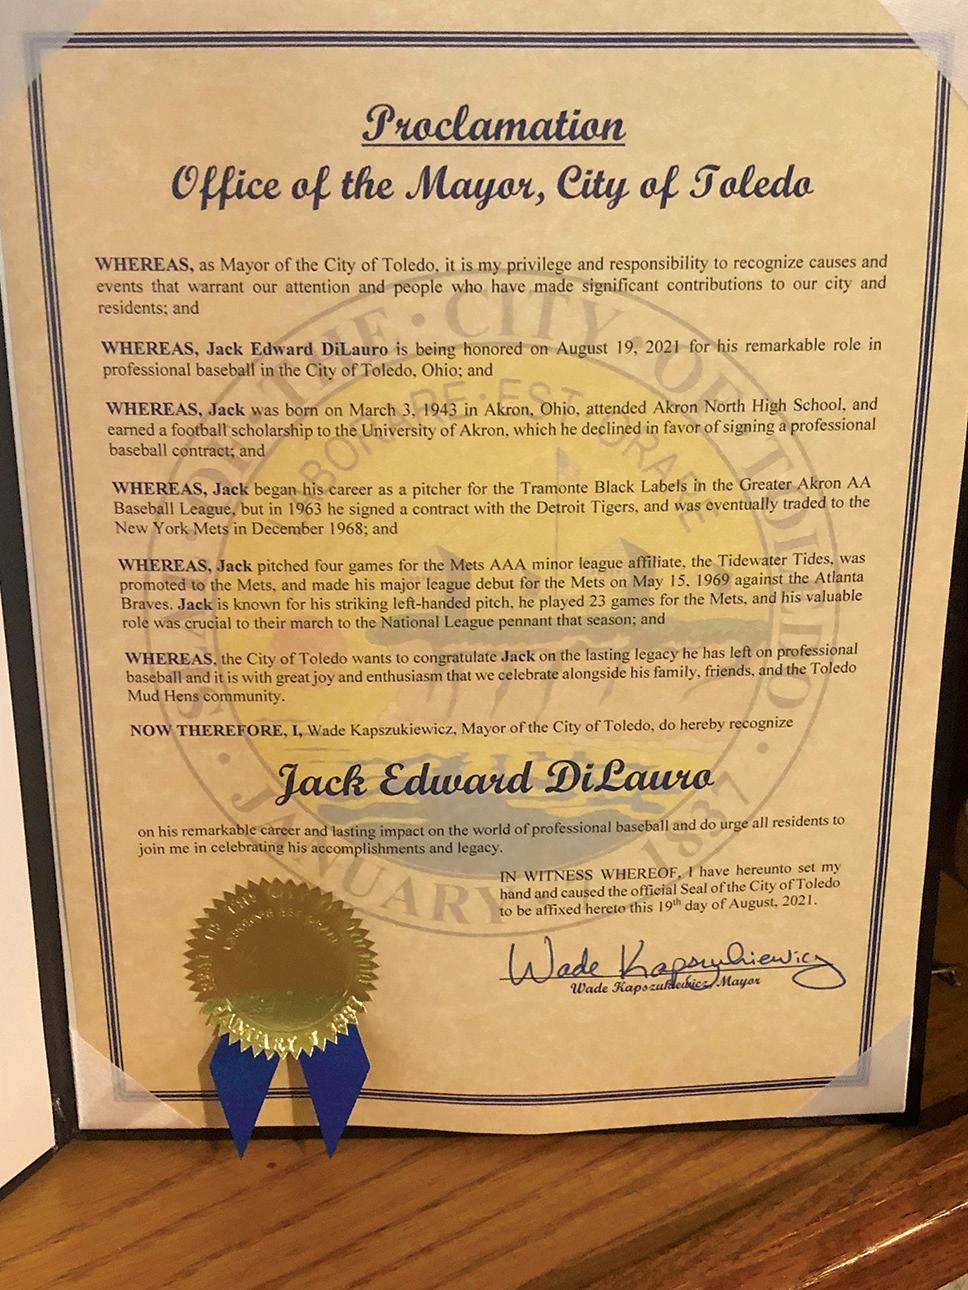 Proclamation
Office of the Mayor, City of Toledo
WHEREAS, as Mayor of the City of Toledo, it is my privilege and responsibility to recognize causes and
events that warrant our attention and people who have made significant contributions to our city and
residents; and
WHEREAS, Jack Edward DiLauro is being honored on August 19, 2021 for his remarkable role in
professional baseball in the City of Toledo, Ohio; and
WHEREAS, Jack was born on March 3, 1943 in Akron, Ohio, attended Akron North High School, and
earned a football scholarship to the University of Akron, which he declined in favor of signing a professional
baseball contract; and
WHEREAS, Jack began his career as a pitcher for the Tramonte Black Labels in the Greater Akron AA
Baseball League, but in 1963 he signed a contract with the Detroit Tigers, and was eventually traded to the
New York Mets in December 1968; and
WHEREAS, Jack pitched four games for the Mets AAA minor league affiliate, the Tidewater Tides, was
promoted to the Mets, and made his major league debut for the Mets on May 15, 1969 against the Atlanta
Braves. Jack is known for his striking left-handed pitch, he played 23 games for the Mets, and his valuable
role was crucial to their march to the National League pennant that season; and
WHEREAS, the City of Toledo wants to congratulate Jack on the lasting legacy he has left on professional
baseball and it is with great joy and enthusiasm that we celebrate alongside his family, friends, and the Toledo
Mud Hens community.
NOW THEREFORE, I, Wade Kapszukiewicz, Mayor of the City of Toledo, do hereby recognize
Jack Edward DiLauro
on his remarkable career and lasting impact on the world of professional baseball and do urge all residents to
join me in celebrating his accomplishments and legacy.
IN WITNESS WHEREOF, I have hereunto set my
hand and caused the official Seal of the City of Toledo
to be affixed hereto this 19th day of August, 2021.
Wade Kapszukiewicz
Wade Kapszukiewicz, Mayor
THE · CITY OF TOLEDO
JANUARY 1837